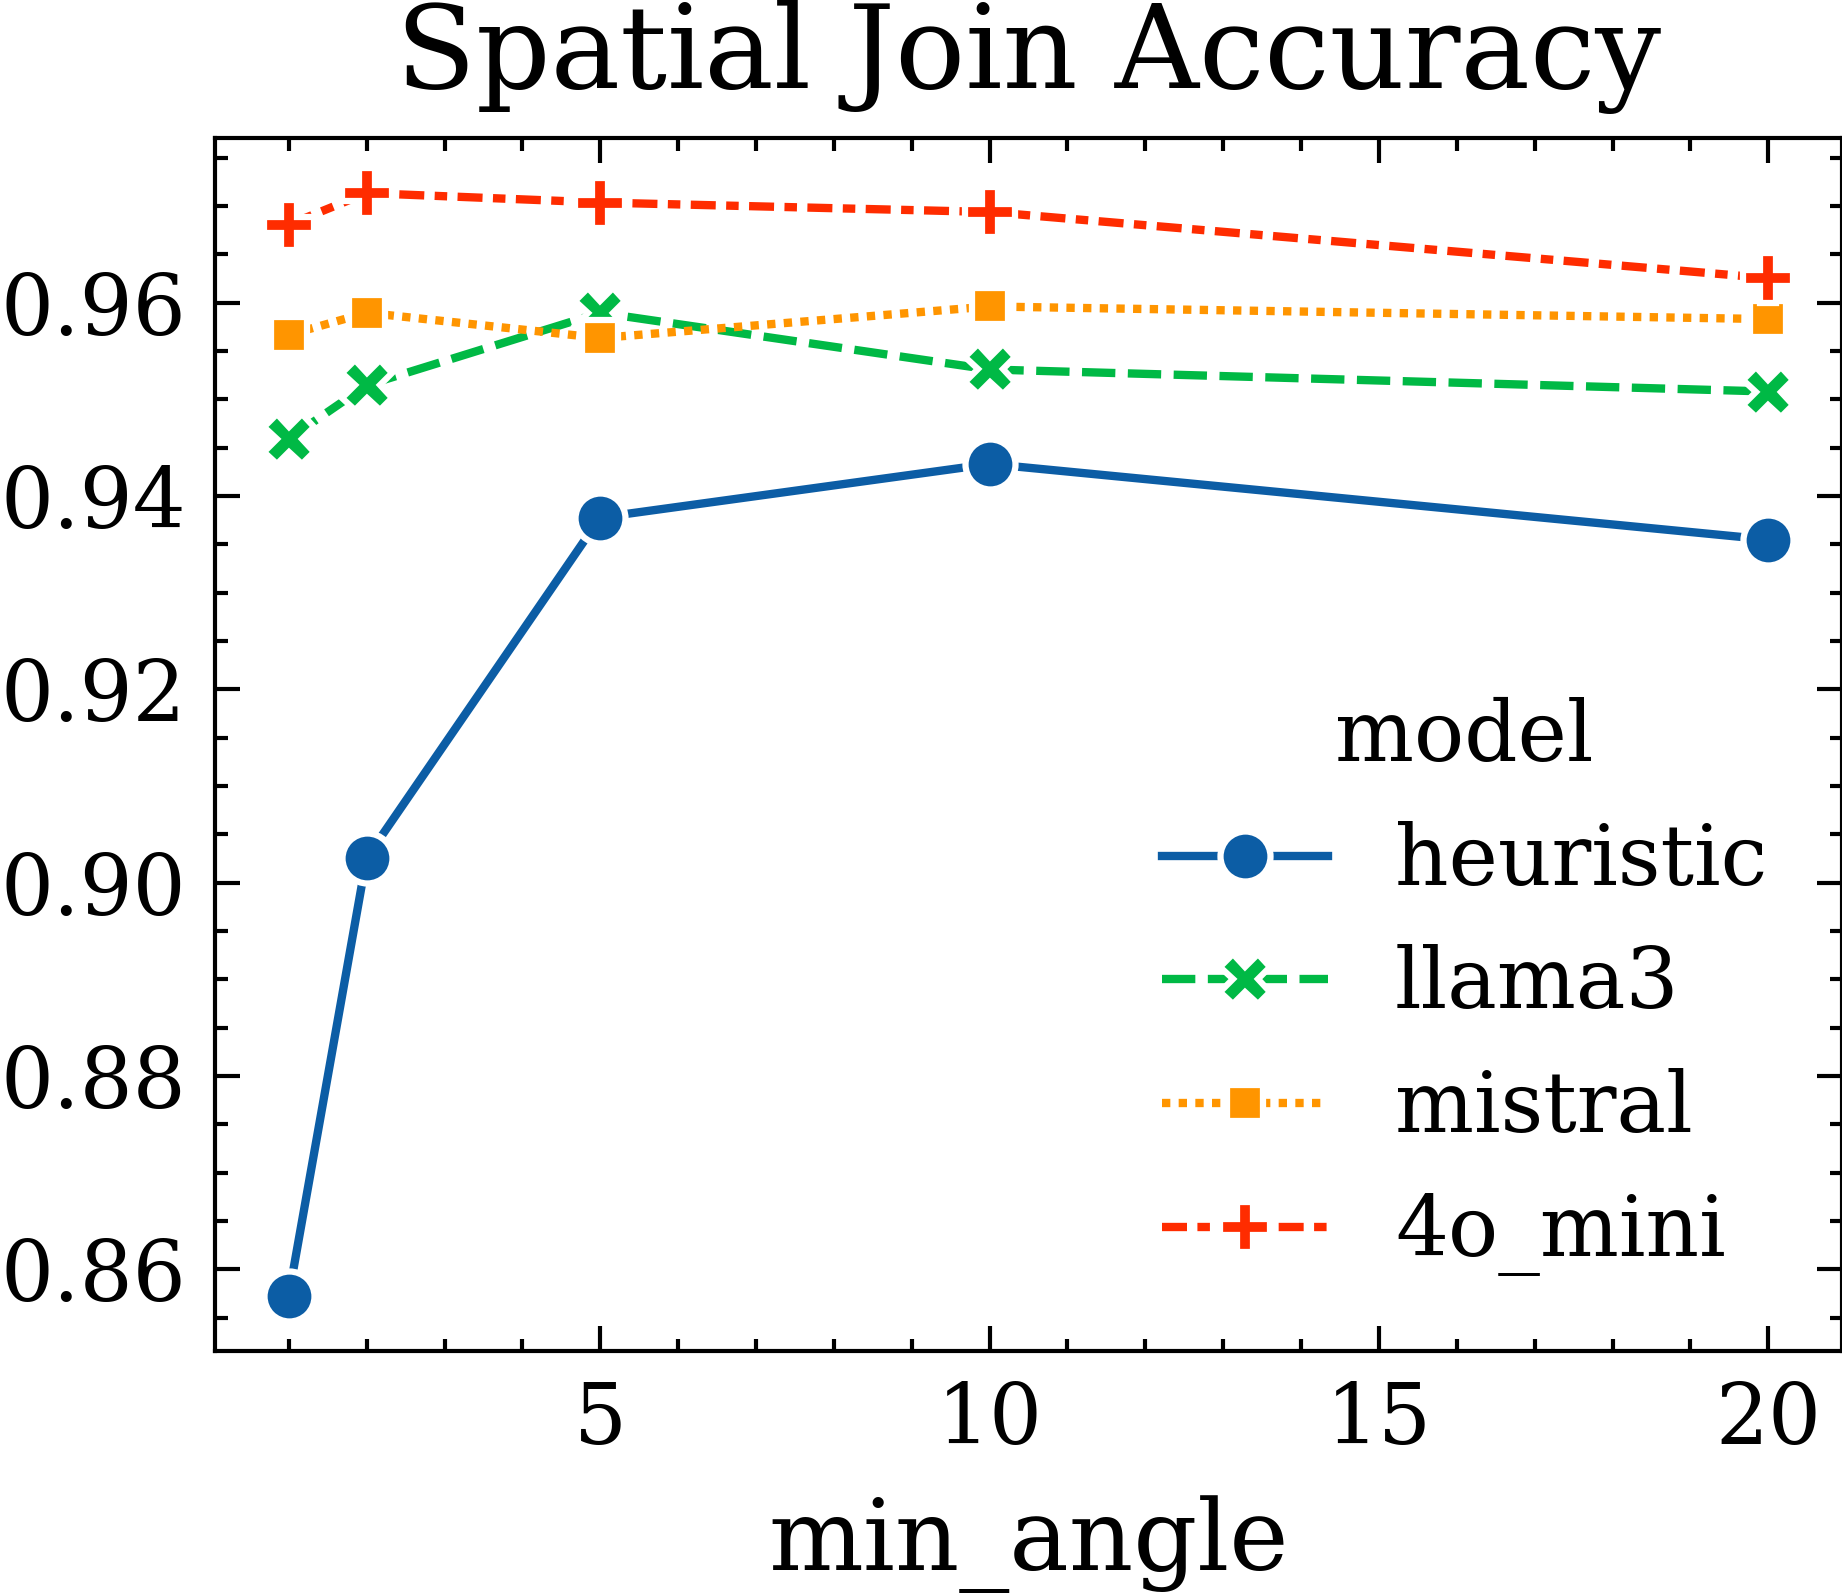 Spatial Join Accuracy
0.96
0.94
0.92
0.90
0.88
0.86
model
heuristic
llama3
mistral
4o_mini
5 10 15 20
min_angle